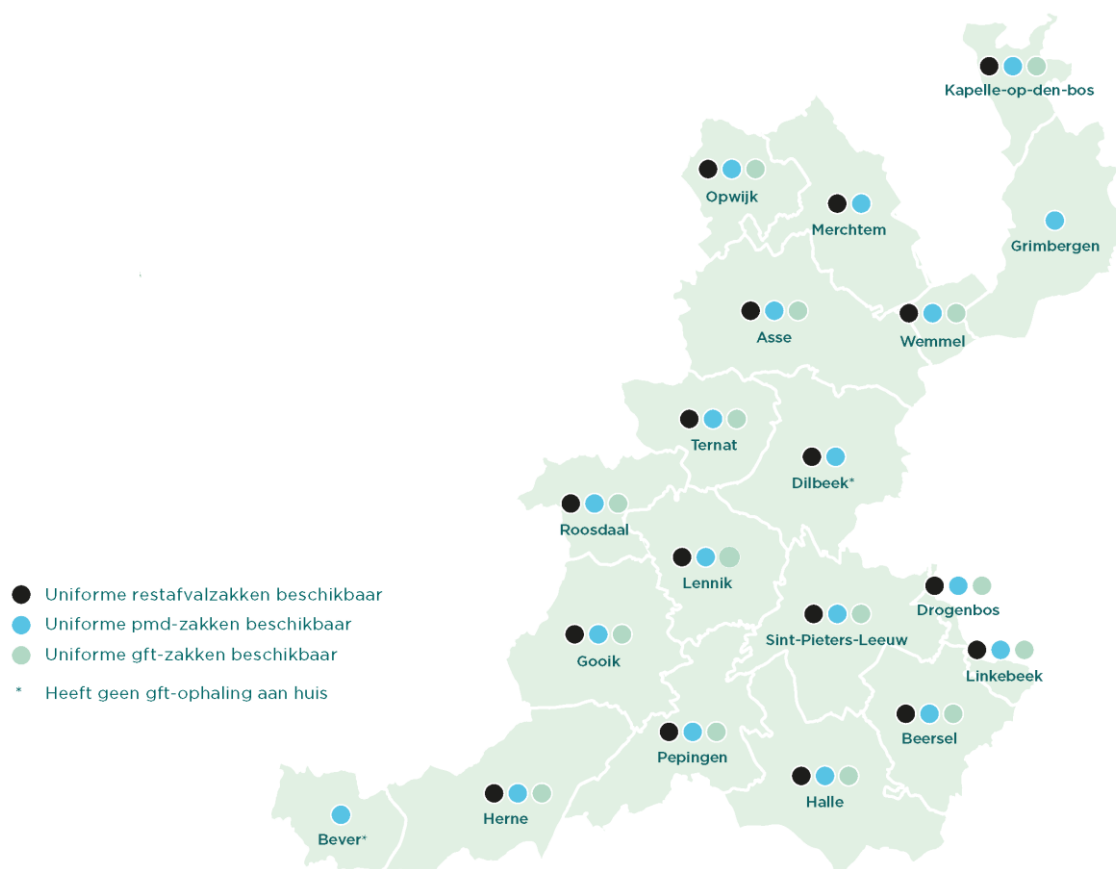 Kapelle-op-den-bos
Opwijk
Merchtem
Grimbergen
Asse
Wemmel
Ternat
Dilbeek*
Roosdaal
Lennik
Uniforme restafvalzakken beschikbaar
Uniforme pmd-zakken beschikbaar
Uniforme gft-zakken beschikbaar
* Heeft geen gft-ophaling aan huis
Drogenbos
Sint-Pieters-Leeuw
Gooik
Linkebeek
Beersel
Pepingen
Halle
Herne
Bever*